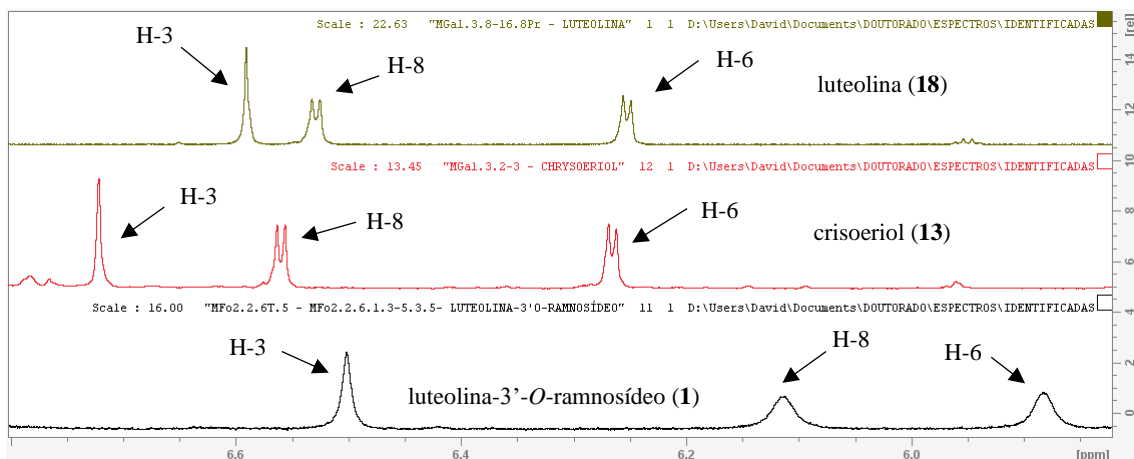 Scale : 22.63 "MGal.3.8-16.8Pr - LUTEOLINA" 1 1 D:\Users\David\Documents\DOUTORADO\ESPECTROS\IDENTIFICADAS
[rel]
H-3
H-8
H-6
luteolina (18)
14
12
10
Scale : 13.45 "MGal.3.2-3 - CHRYSOERIOL" 12 1 D:\Users\David\Documents\DOUTORADO\ESPECTROS\IDENTIFICADAS
H-3
H-8
H-6
crisoeriol (13)
8
6
4
Scale : 16.00 "MFo2.2.6T.5 - MFo2.2.6.1.3-5.3.5- LUTEOLINA-3'O-RAMNOSÍDEO" 11 1 D:\Users\David\Documents\DOUTORADO\ESPECTROS\IDENTIFICADAS
H-3
H-8
H-6
luteolina-3’-O-ramnosídeo (1)
2
0
6.6 6.4 6.2 6.0 [ppm]